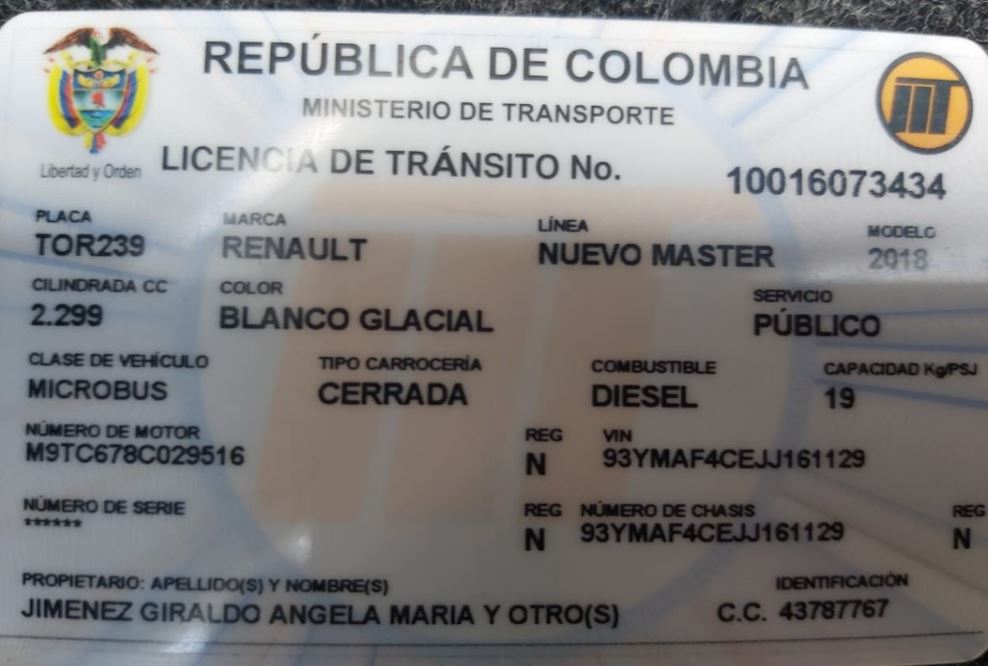 REPÚBLICA DE COLOMBIA
MINISTERIO DE TRANSPORTE
Libertad y Orden
LICENCIA DE TRÁNSITO No. 10016073434
PLACA MARCA LÍNEA MODELO
TOR239 RENAULT NUEVO MASTER 2018
CILINDRADA CC COLOR SERVICIO
2.299 BLANCO GLACIAL PÚBLICO
CLASE DE VEHÍCULO TIPO CARROCERÍA COMBUSTIBLE CAPACIDAD Kg/PSJ
MICROBUS CERRADA DIESEL 19
NÚMERO DE MOTOR REG VIN
M9TC678C029516 N 93YMAF4CEJJ161129
NÚMERO DE SERIE REG NÚMERO DE CHASIS REG
****** N 93YMAF4CEJJ161129 N
PROPIETARIO: APELLIDO(S) Y NOMBRE(S) IDENTIFICACIÓN
JIMENEZ GIRALDO ANGELA MARIA Y OTRO(S) C.C. 43787767